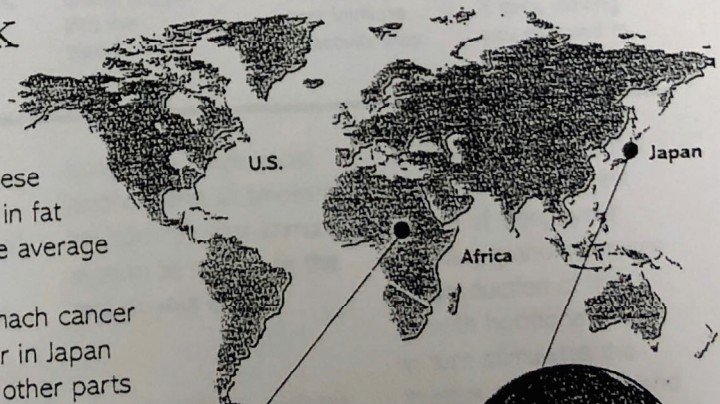 U.S.
Japan
Africa
ese
in fat
e average
nach cancer
r in Japan
other parts